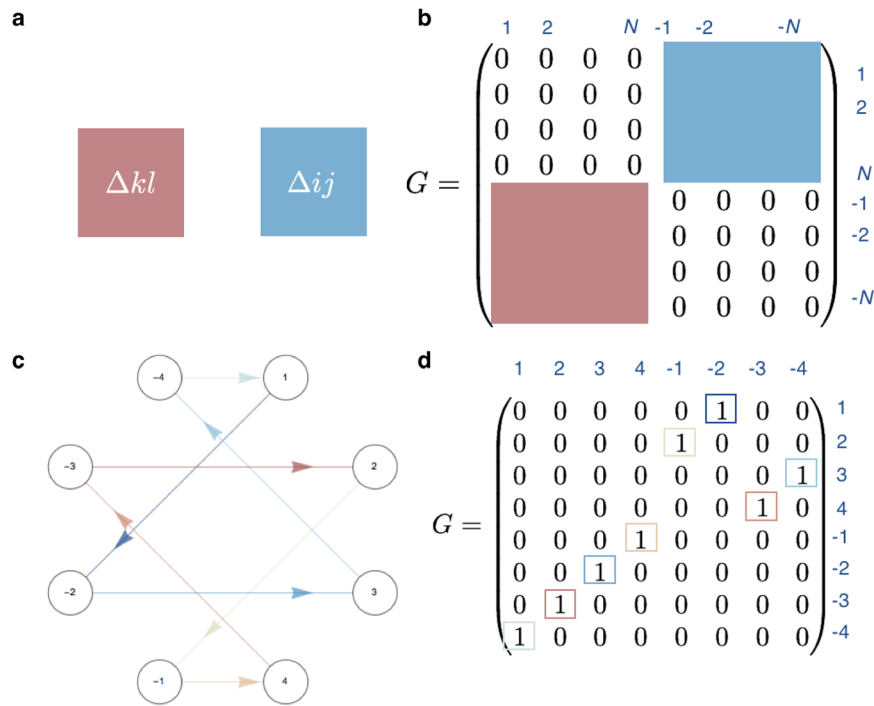 a
Δkl Δij
b
1 2 N -1 -2 -N
0 0 0 0 1
0 0 0 0 2
0 0 0 0
0 0 0 0 N
G =
0 0 0 0 -1
0 0 0 0 -2
0 0 0 0
0 0 0 0 -N
c
-4 1
-3 2
-2 3
-1 4
d
1 2 3 4 -1 -2 -3 -4
0 0 0 0 0 1 0 0 1
0 0 0 0 1 0 0 0 2
0 0 0 0 0 0 0 1 3
0 0 0 0 0 0 1 0 4
G =
0 0 0 1 0 0 0 0 -1
0 0 1 0 0 0 0 0 -2
0 1 0 0 0 0 0 0 -3
1 0 0 0 0 0 0 0 -4